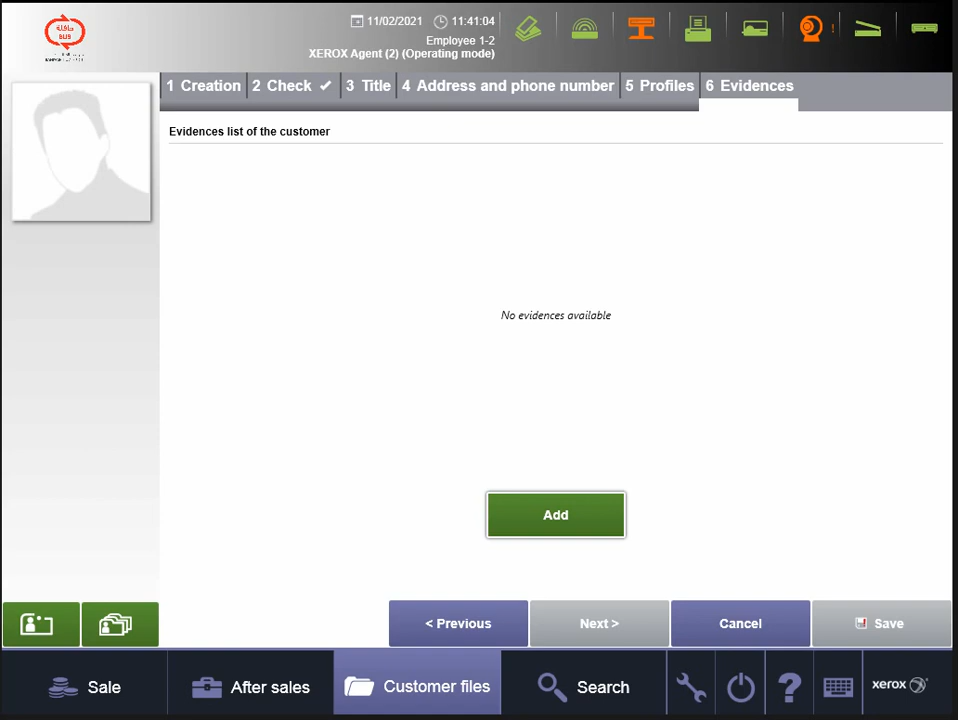 حافلة
BUS
11/02/2021 11:41:04
Employee 1-2
XEROX Agent (2) (Operating mode)
!
1 Creation
2 Check ✓
3 Title
4 Address and phone number
5 Profiles
6 Evidences
Evidences list of the customer
No evidences available
Add
< Previous
Next >
Cancel
Save
Sale
After sales
Customer files
Search
?
xerox